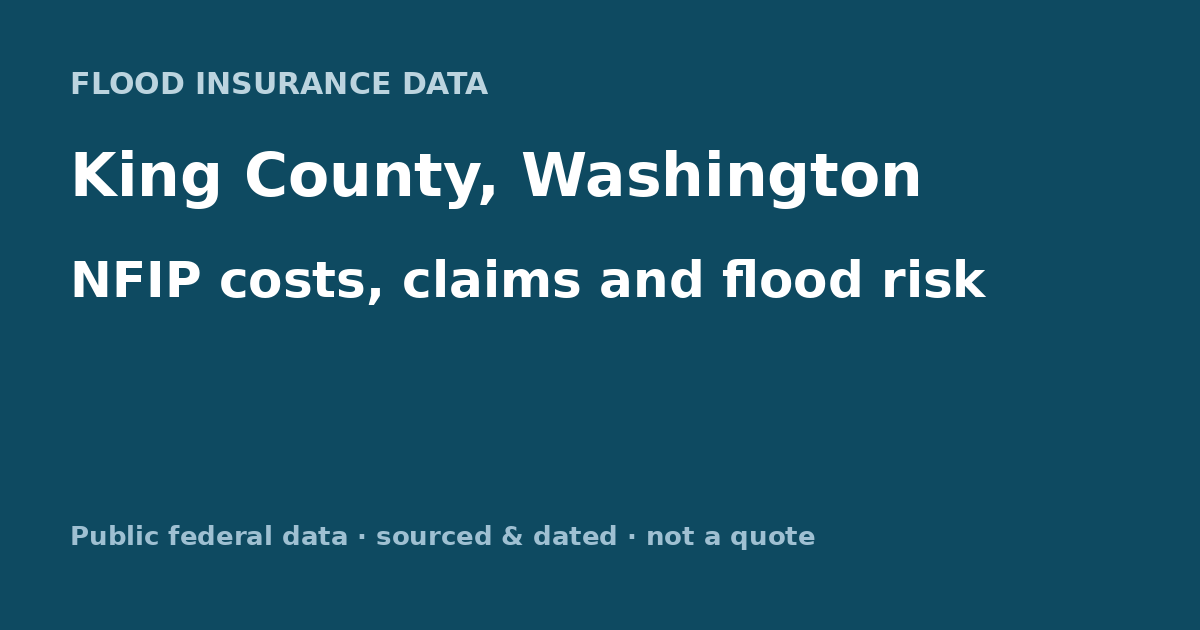 FLOOD INSURANCE DATA
King County, Washington
NFIP costs, claims and flood risk
Public federal data · sourced & dated · not a quote